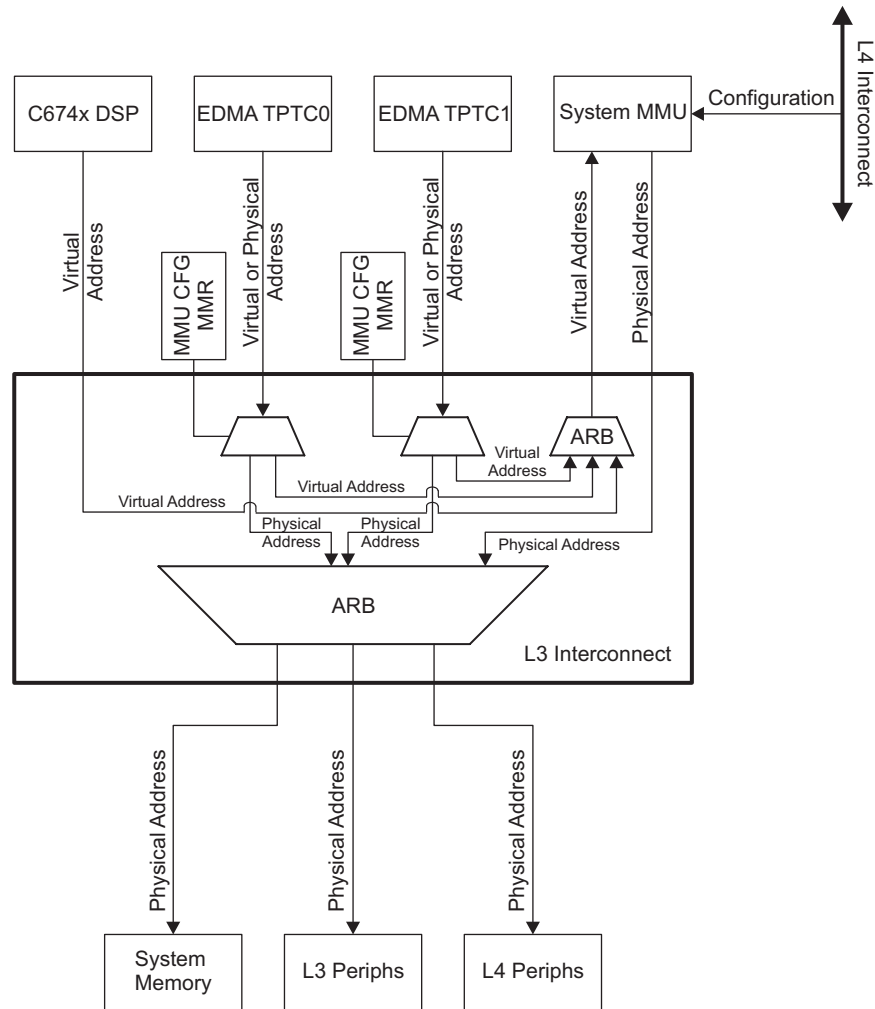 L4 Interconnect
C674x DSP
EDMA TPTC0
EDMA TPTC1
System MMU
Configuration
Virtual
Address
MMU CFG
MMR
Virtual or Physical
Address
MMU CFG
MMR
Virtual or Physical
Address
Virtual Address
Physical Address
ARB
Virtual
Address
Virtual Address
Virtual Address
Physical
Address
Physical
Address
Physical Address
ARB
L3 Interconnect
Physical Address
Physical Address
Physical Address
System
Memory
L3 Periphs
L4 Periphs